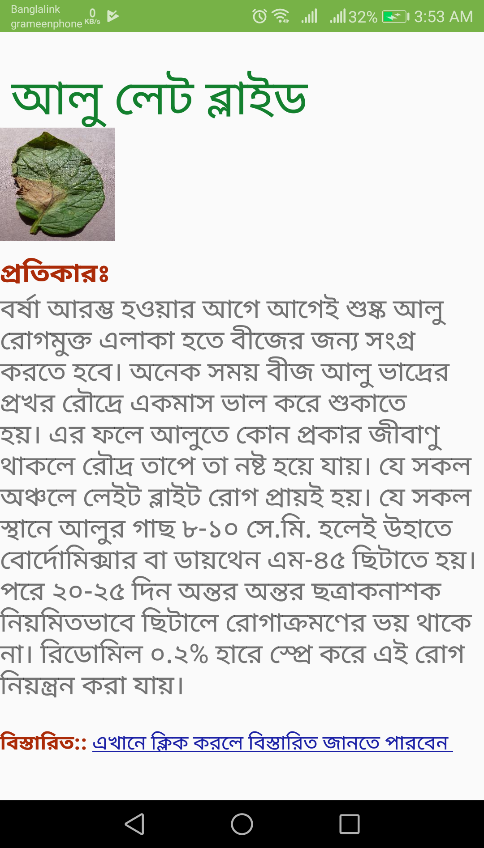 Banglalink
grameenphone
0
KB/s
32%
3:53 AM
আলু লেট ব্লাইড
প্রতিকারঃ
বর্ষা আরম্ভ হওয়ার আগে আগেই শুষ্ক আলু
রোগমুক্ত এলাকা হতে বীজের জন্য সংগ্র
করতে হবে। অনেক সময় বীজ আলু ভাদ্রের
প্রখর রৌদ্রে একমাস ভাল করে শুকাতে
হয়। এর ফলে আলুতে কোন প্রকার জীবাণু
থাকলে রৌদ্র তাপে তা নষ্ট হয়ে যায়। যে সকল
অঞ্চলে লেইট ব্লাইট রোগ প্রায়ই হয়। যে সকল
স্থানে আলুর গাছ ৮-১০ সে.মি. হলেই উহাতে
বোর্দোমিক্সার বা ডায়থেন এম-৪৫ ছিটাতে হয়।
পরে ২০-২৫ দিন অন্তর অন্তর ছত্রাকনাশক
নিয়মিতভাবে ছিটালে রোগাক্রমণের ভয় থাকে
না। রিডোমিল ০.২% হারে স্প্রে করে এই রোগ
নিয়ন্ত্রন করা যায়।
বিস্তারিত:: এখানে ক্লিক করলে বিস্তারিত জানতে পারবেন